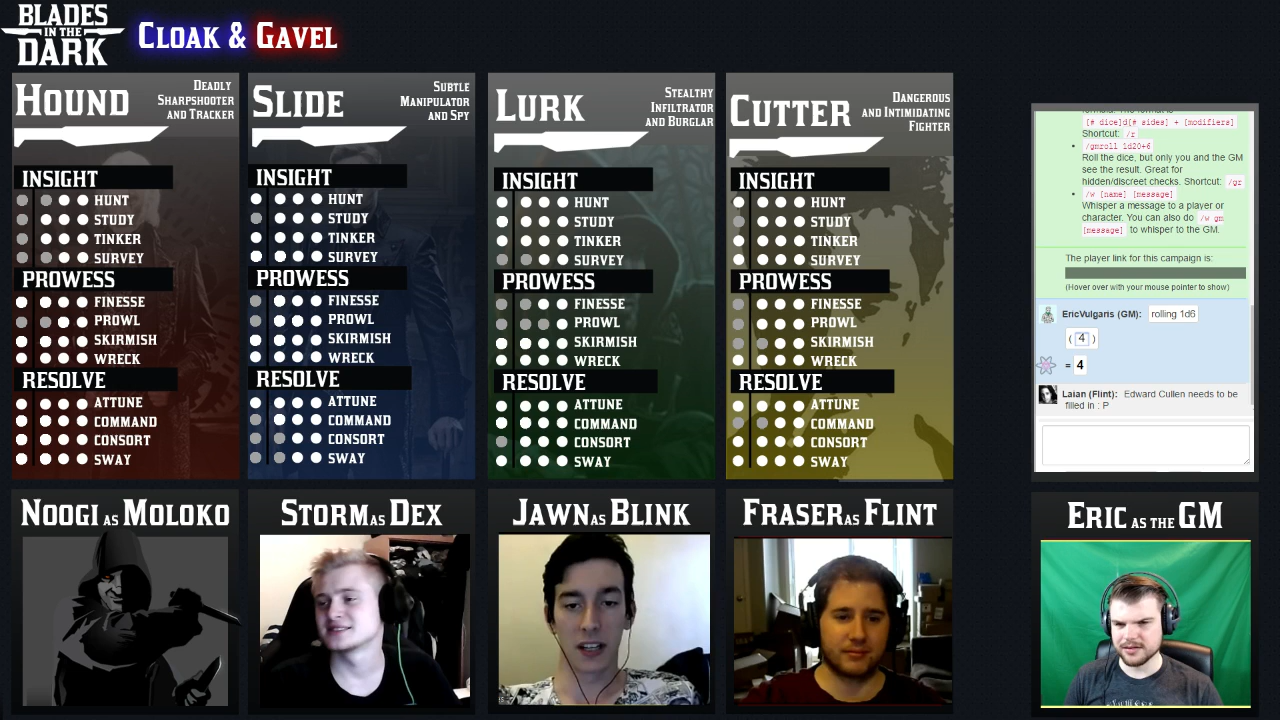 BLADES
IN THE
DARK
CLOAK & GAVEL
HOUND
DEADLY
SHARPSHOOTER
AND TRACKER
INSIGHT
HUNT
STUDY
TINKER
SURVEY
PROWESS
FINESSE
PROWL
SKIRMISH
WRECK
RESOLVE
ATTUNE
COMMAND
CONSORT
SWAY
NOOGI AS MOLOKO
SLIDE
SUBTLE
MANIPULATOR
AND SPY
INSIGHT
HUNT
STUDY
TINKER
SURVEY
PROWESS
FINESSE
PROWL
SKIRMISH
WRECK
RESOLVE
ATTUNE
COMMAND
CONSORT
SWAY
STORM AS DEX
LURK
STEALTHY
INFILTRATOR
AND BURGLAR
INSIGHT
HUNT
STUDY
TINKER
SURVEY
PROWESS
FINESSE
PROWL
SKIRMISH
WRECK
RESOLVE
ATTUNE
COMMAND
CONSORT
SWAY
JAWN AS BLINK
CUTTER
DANGEROUS
AND INTIMIDATING
FIGHTER
INSIGHT
HUNT
STUDY
TINKER
SURVEY
PROWESS
FINESSE
PROWL
SKIRMISH
WRECK
RESOLVE
ATTUNE
COMMAND
CONSORT
SWAY
FRASER AS FLINT
[# dice]d[# sides] + [modifiers]
Shortcut: /r
/gmroll 1d20+6
Roll the dice, but only you and the GM
see the result. Great for
hidden/discreet checks. Shortcut: /gr
/w [name] [message]
Whisper a message to a player or
character. You can also do /w gm
[message] to whisper to the GM.
The player link for this campaign is:
(Hover over with your mouse pointer to show)
EricVulgaris (GM): rolling 1d6
( 4 )
= 4
Laian (Flint): Edward Cullen needs to be
filled in : P
ERIC AS THE GM